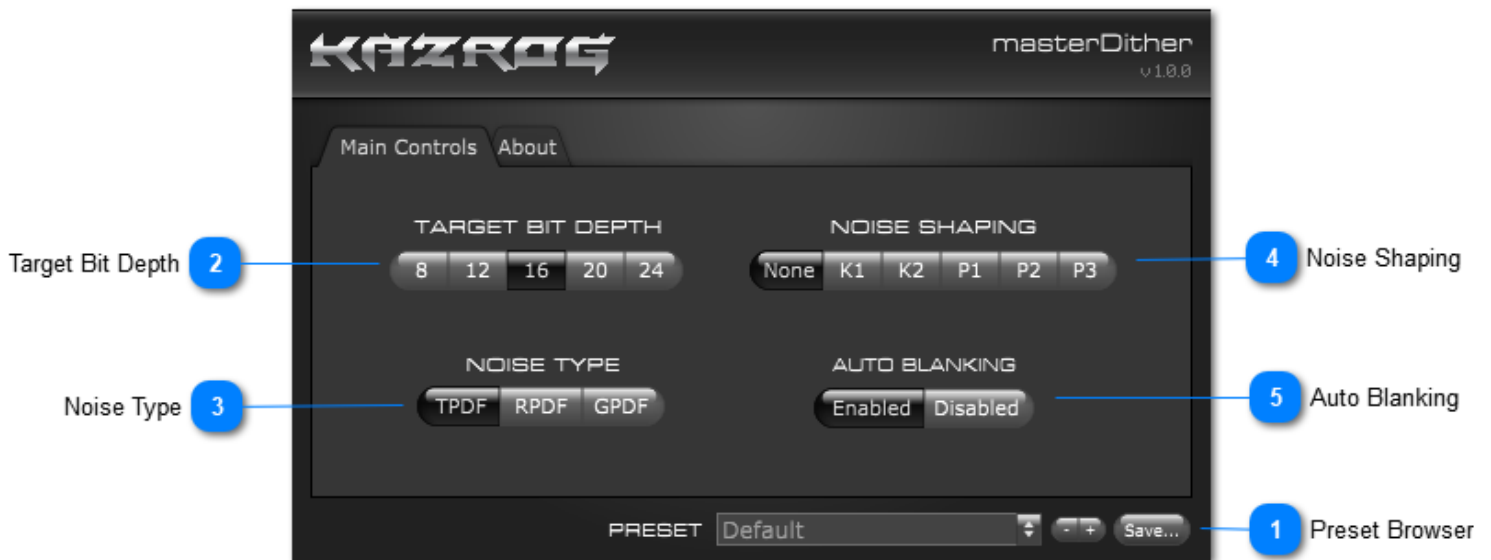 KAZROG
masterDither
v 1.0.0
Main Controls About
TARGET BIT DEPTH
8 12 16 20 24
NOISE SHAPING
None K1 K2 P1 P2 P3
Target Bit Depth 2
4 Noise Shaping
NOISE TYPE
TPDF RPDF GPDF
AUTO BLANKING
Enabled Disabled
Noise Type 3
5 Auto Blanking
PRESET Default - + Save...
1 Preset Browser